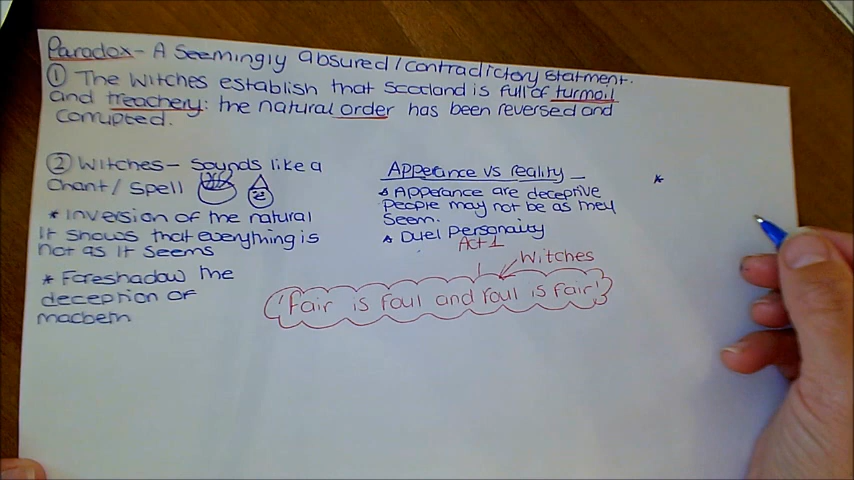 Paradox - A seemingly absured / contradictory statment.
① The witches establish that Scotland is full of turmoil
and treachery: the natural order has been reversed and
corrupted.
② Witches - sounds like a
Chant / Spell
* Inversion of the natural
It shows that everything is
not as it seems
* Foreshadow the
deception of
macbeth
Apperance vs reality -
* Apperance are deceptive
People may not be as they
seem.
* Duel Personality
*
Act 1
Witches
'Fair is foul and foul is fair'